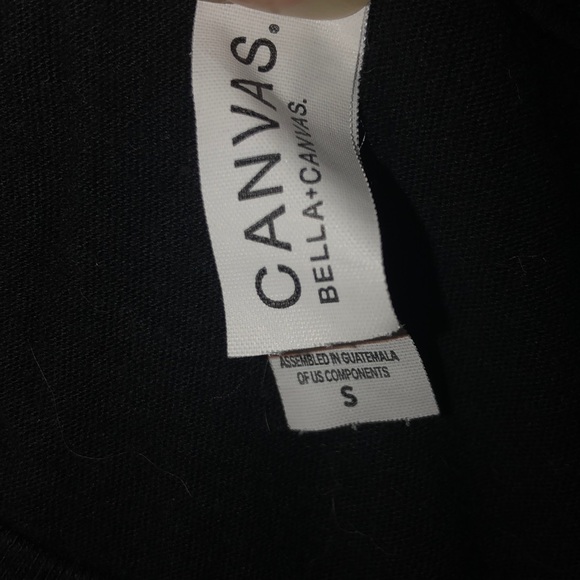 CANVAS.
BELLA+CANVAS.
ASSEMBLED IN GUATEMALA
OF US COMPONENTS
S